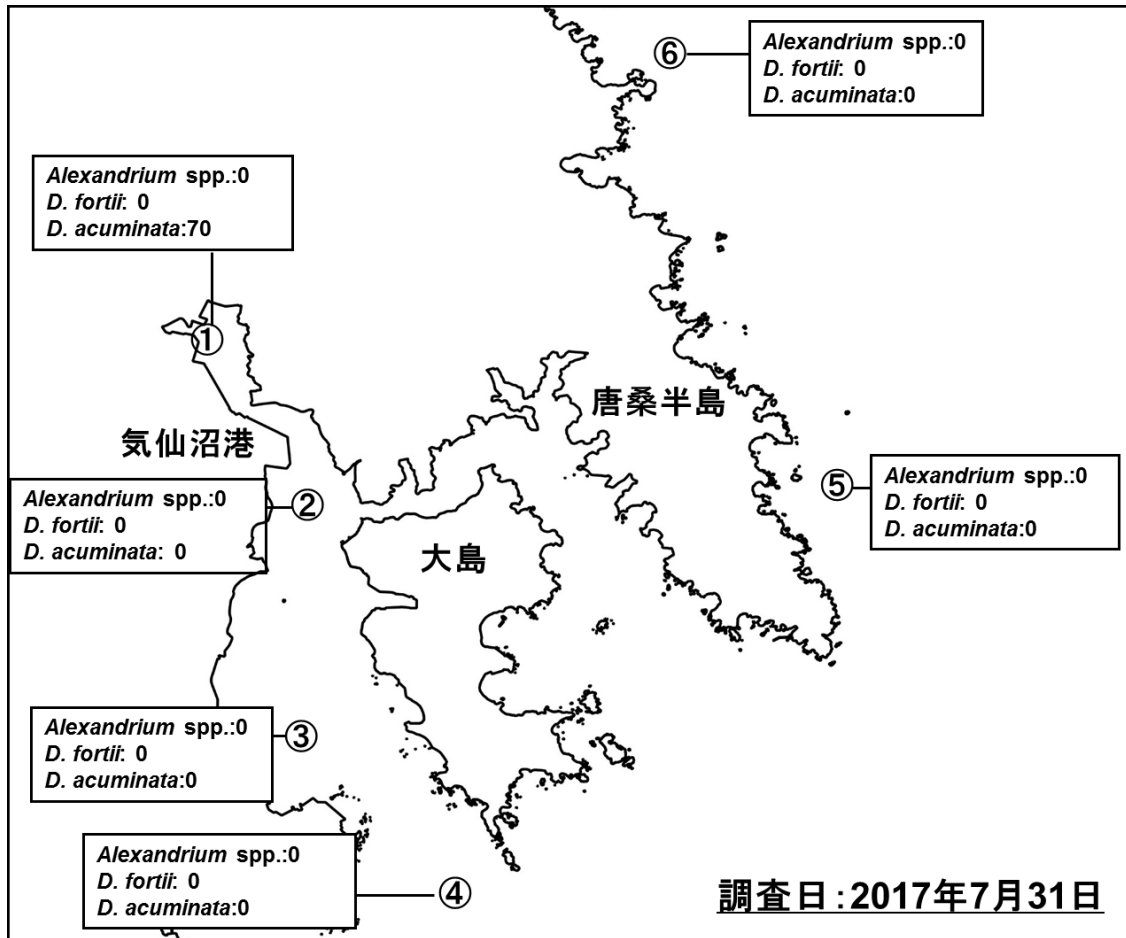 ⑥
Alexandrium spp.:0
D. fortii: 0
D. acuminata:0
Alexandrium spp.:0
D. fortii: 0
D. acuminata:70
①
唐桑半島
気仙沼港
Alexandrium spp.:0
D. fortii: 0
D. acuminata: 0
②
⑤
Alexandrium spp.:0
D. fortii: 0
D. acuminata:0
大島
Alexandrium spp.:0
D. fortii: 0
D. acuminata:0
③
Alexandrium spp.:0
D. fortii: 0
D. acuminata:0
④
調査日:2017年7月31日